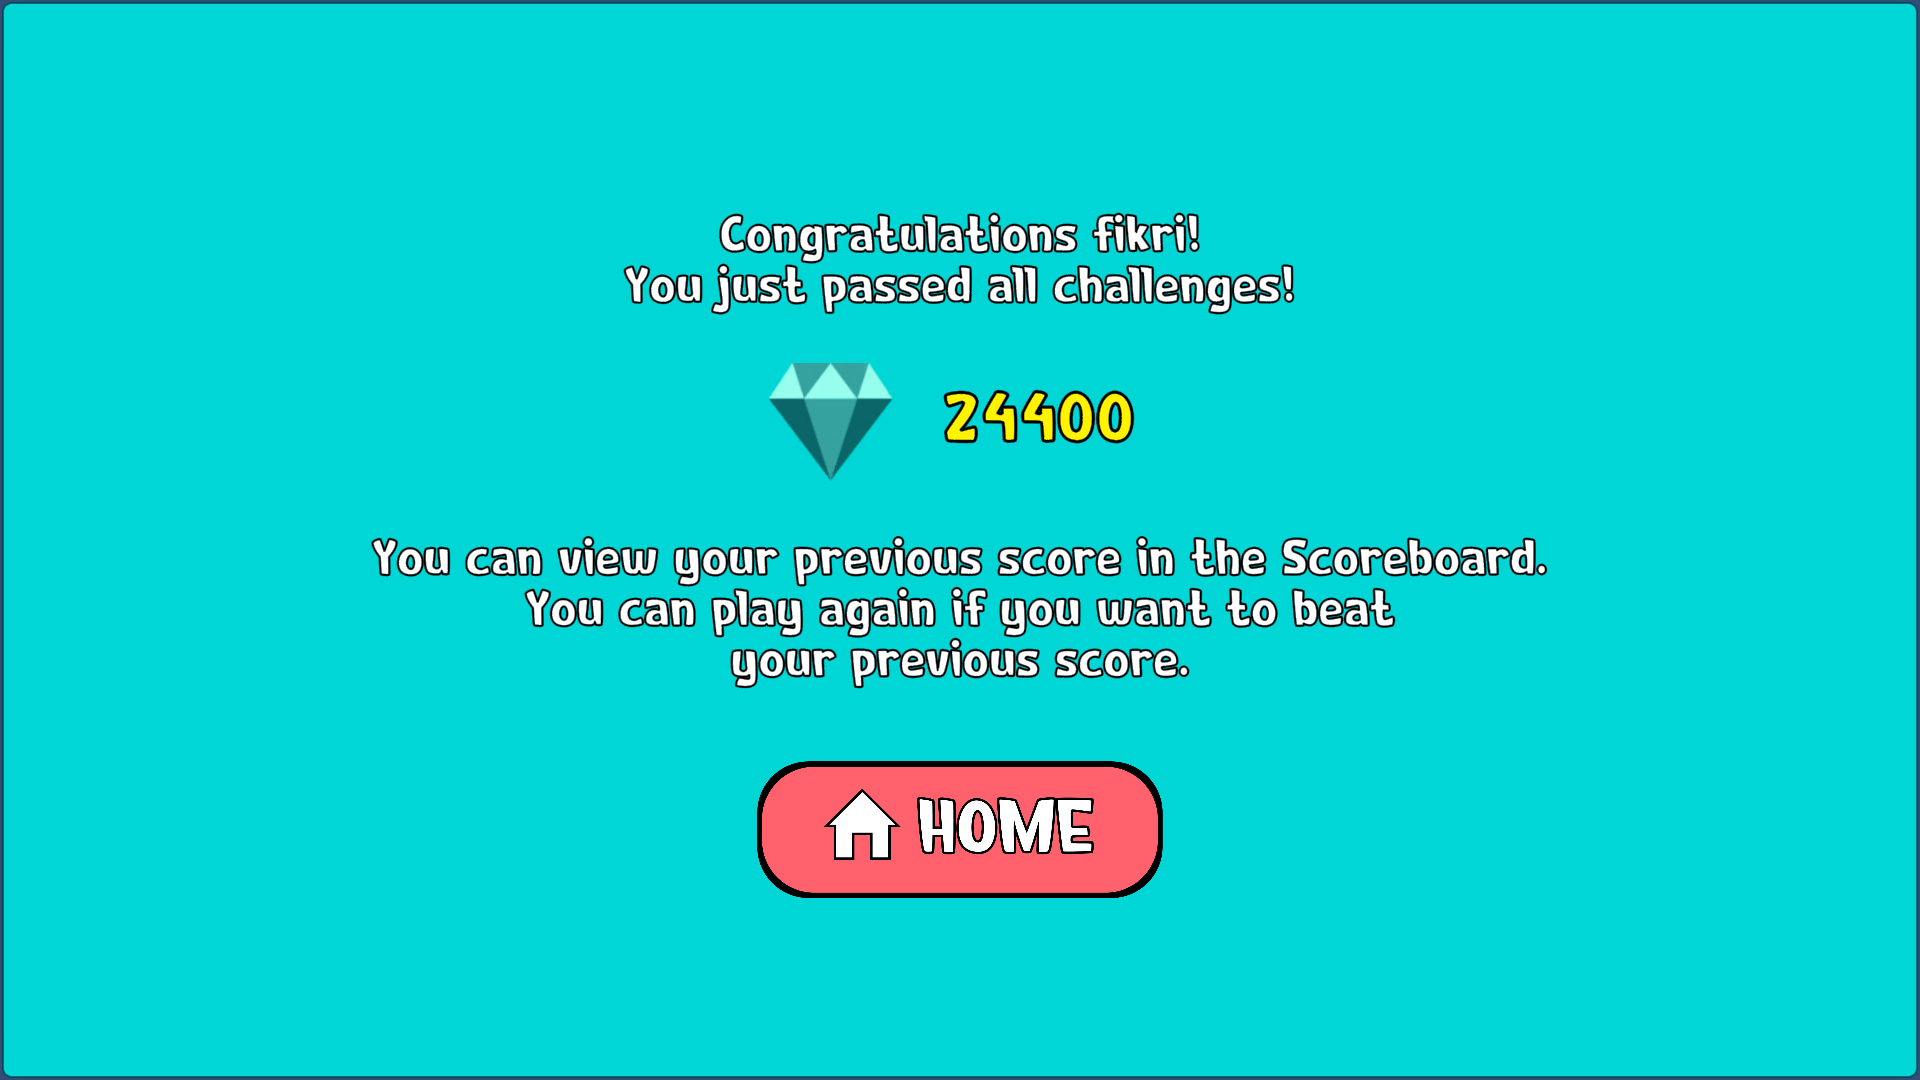 Congratulations fikri!
You just passed all challenges!
24400
You can view your previous score in the Scoreboard.
You can play again if you want to beat
your previous score.
HOME